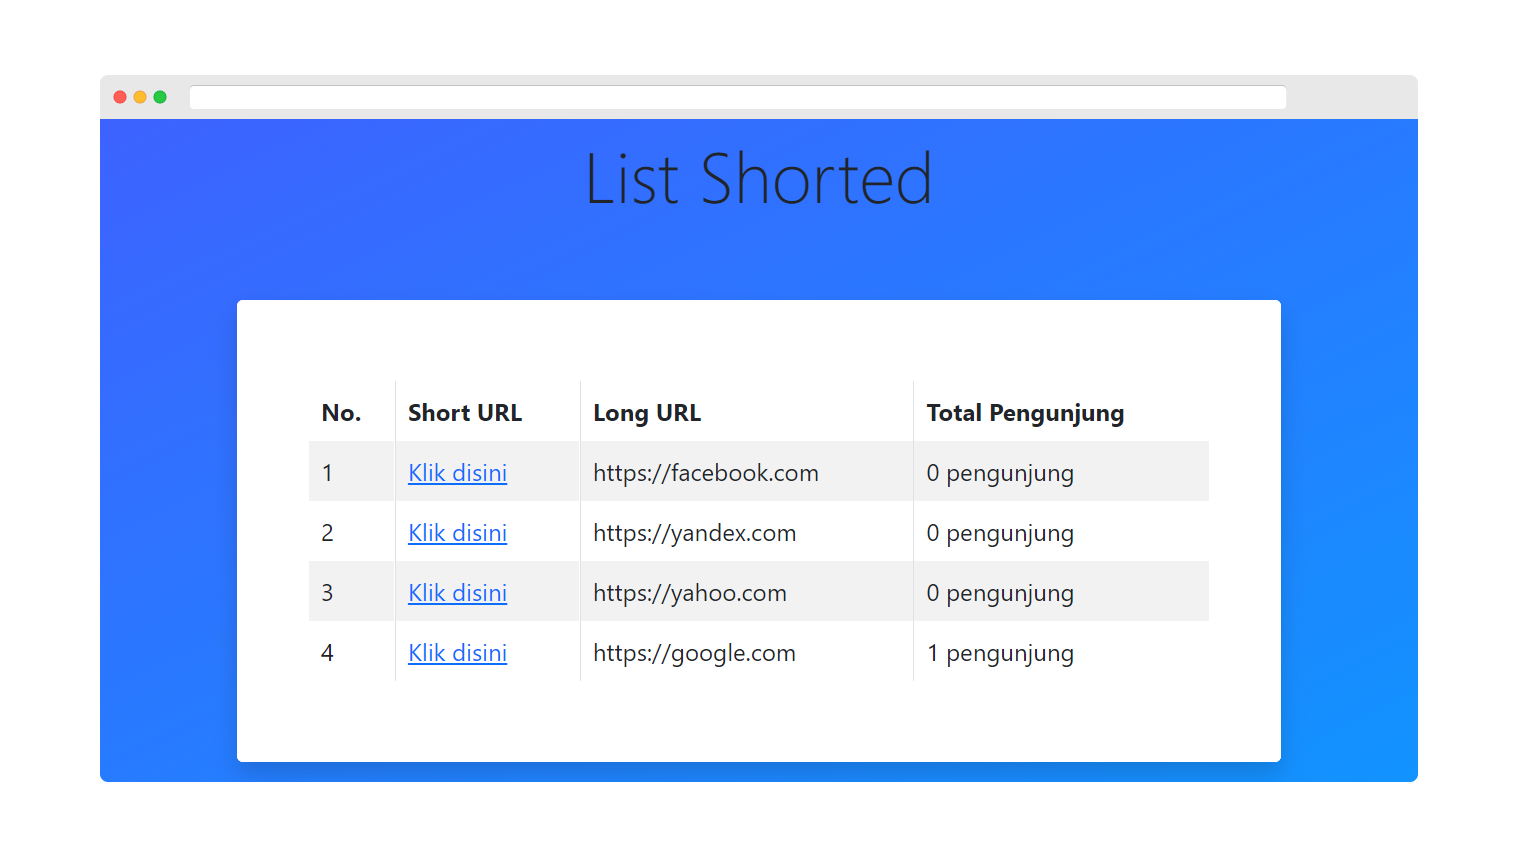 List Shorted
No. Short URL Long URL Total Pengunjung
1 Klik disini https://facebook.com 0 pengunjung
2 Klik disini https://yandex.com 0 pengunjung
3 Klik disini https://yahoo.com 0 pengunjung
4 Klik disini https://google.com 1 pengunjung